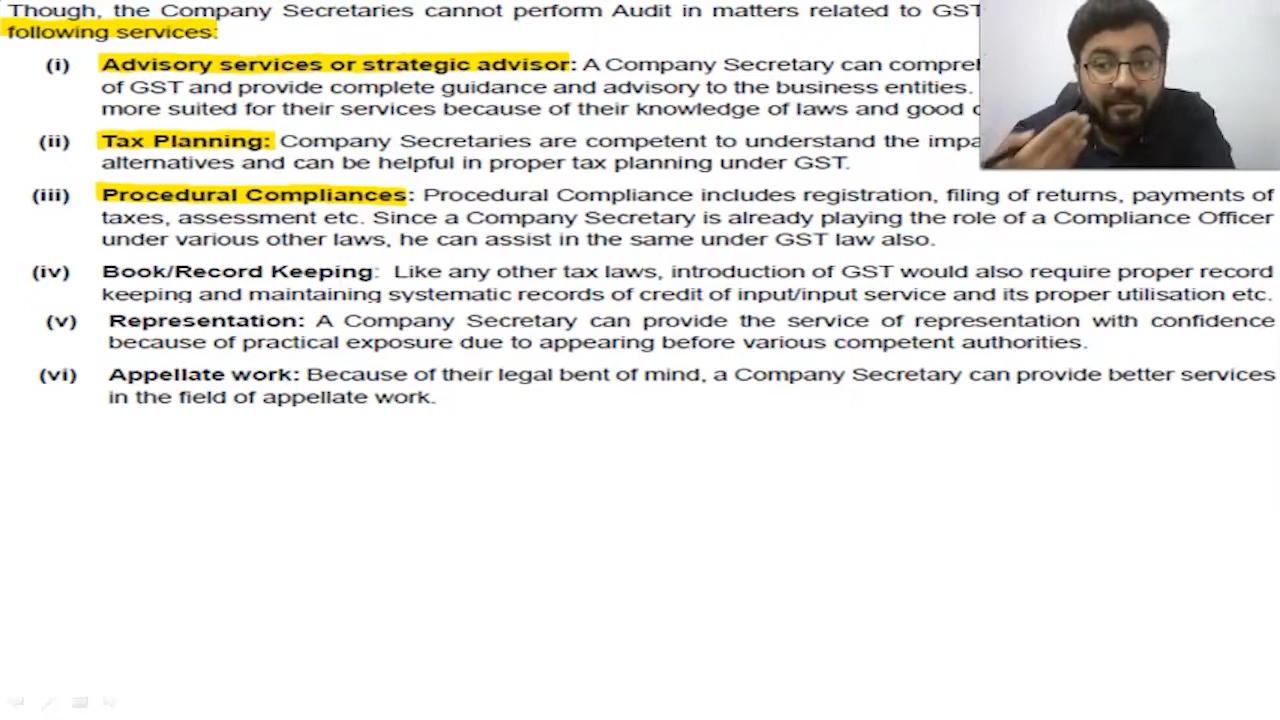 Though, the Company Secretaries cannot perform Audit in matters related to GST
following services:
(i) Advisory services or strategic advisor: A Company Secretary can
of GST and provide complete guidance and advisory to the business entities.
more suited for their services because of their knowledge of laws and good
(ii) Tax Planning: Company Secretaries are competent to understand the
alternatives and can be helpful in proper tax planning under GST.
(iii) Procedural Compliances: Procedural Compliance includes registration, filing of returns, payments of
taxes, assessment etc. Since a Company Secretary is already playing the role of a Compliance Officer
under various other laws, he can assist in the same under GST law also.
(iv) Book/Record Keeping: Like any other tax laws, introduction of GST would also require proper record
keeping and maintaining systematic records of credit of input/input service and its proper utilisation etc.
(v) Representation: A Company Secretary can provide the service of representation with confidence
because of practical exposure due to appearing before various competent authorities.
(vi) Appellate work: Because of their legal bent of mind, a Company Secretary can provide better services
in the field of appellate work.